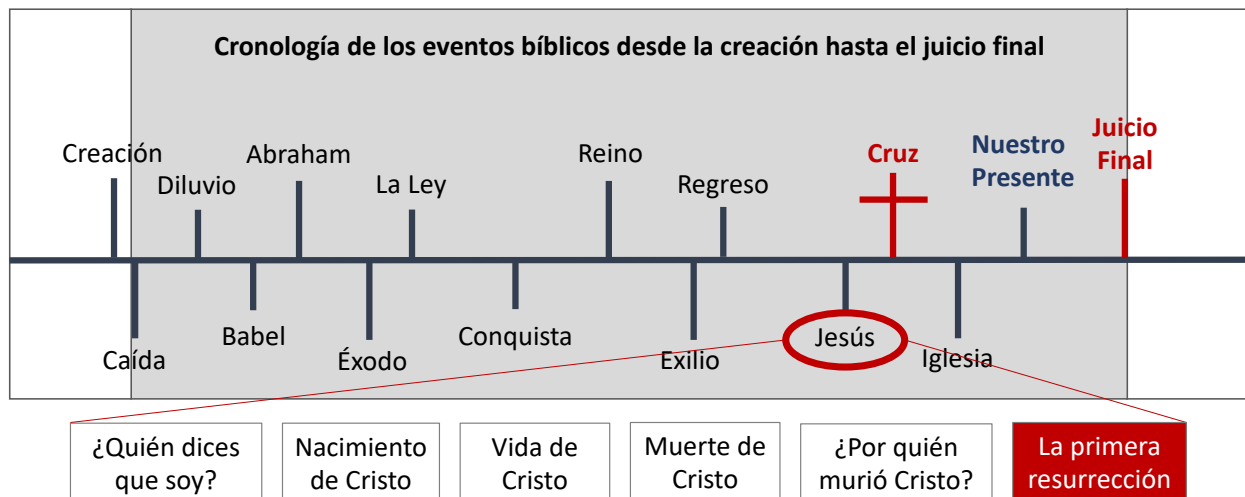 Cronología de los eventos bíblicos desde la creación hasta el juicio final
Creación
Diluvio
Abraham
La Ley
Reino
Regreso
Cruz
Nuestro
Presente
Juicio
Final
Caída
Babel
Éxodo
Conquista
Exilio
Jesús
Iglesia
¿Quién dices
que soy?
Nacimiento
de Cristo
Vida de
Cristo
Muerte de
Cristo
¿Por quién
murió Cristo?
La primera
resurrección